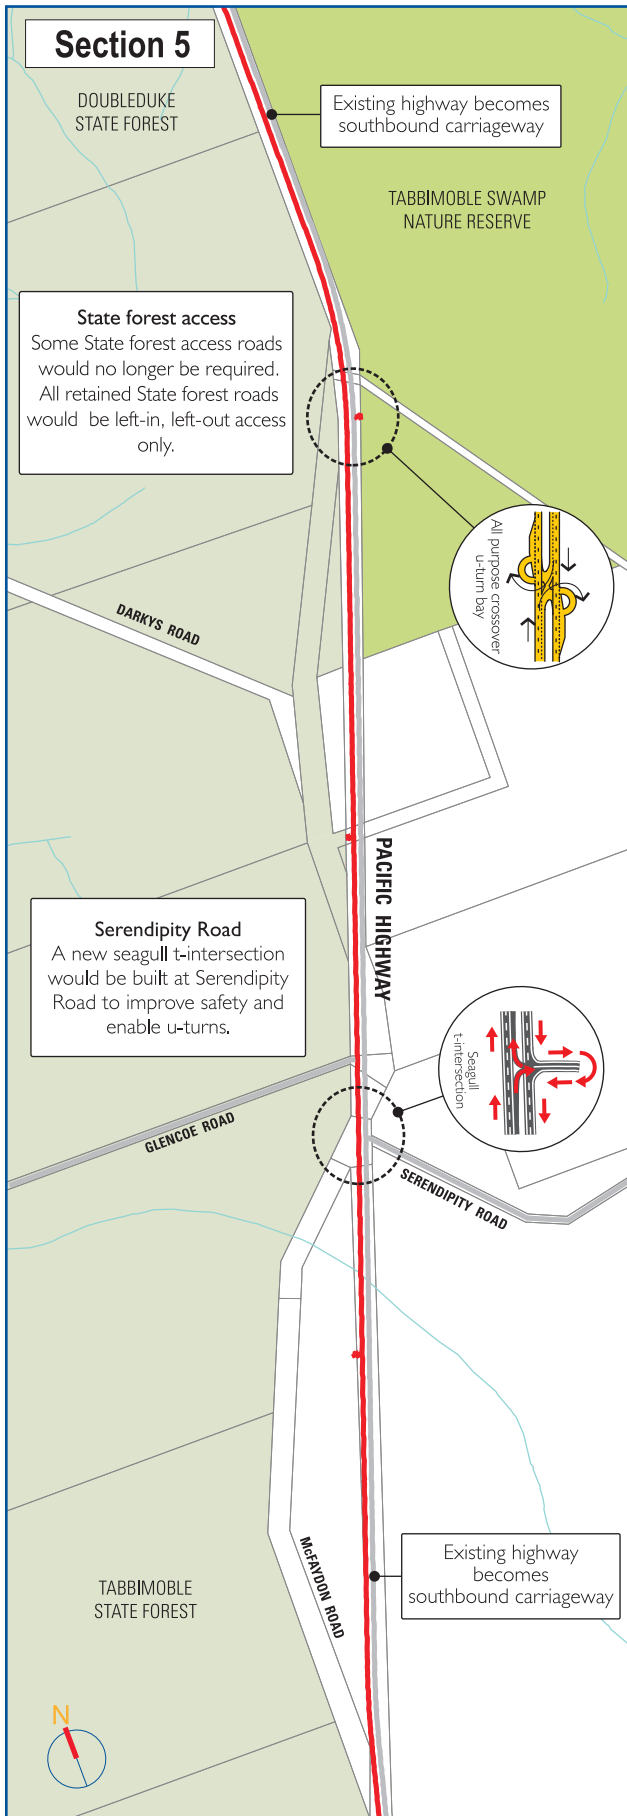 Section 5
DOUBLEDUKE
STATE FOREST
Existing highway becomes
southbound carriageway
TABBIMOBLE SWAMP
NATURE RESERVE
State forest access
Some State forest access roads
would no longer be required.
All retained State forest roads
would be left-in, left-out access
only.
All purpose crossover
u-turn bay
DARKYS ROAD
PACIFIC HIGHWAY
Serendipity Road
A new seagull t-intersection
would be built at Serendipity
Road to improve safety and
enable u-turns.
Seagull
t-intersection
GLENCOE ROAD
SERENDIPITY ROAD
McFAYDON ROAD
Existing highway
becomes
southbound carriageway
TABBIMOBLE
STATE FOREST
N